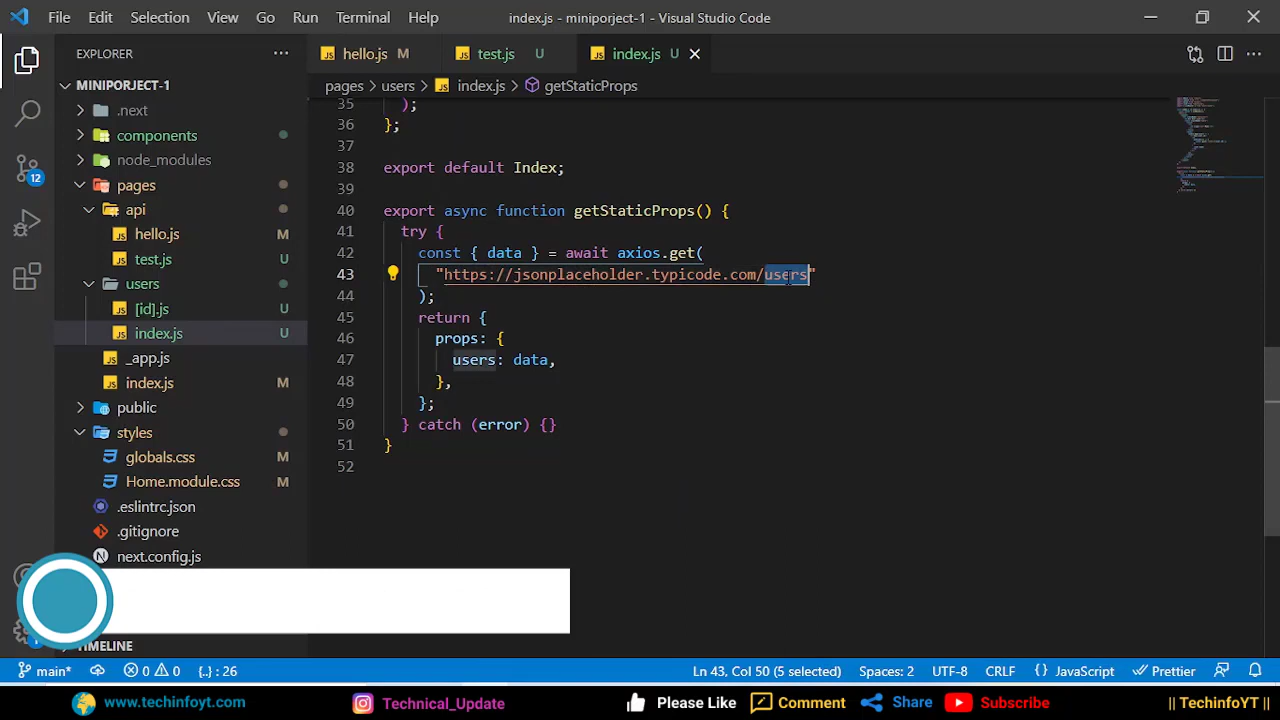 File Edit Selection View Go Run Terminal Help index.js - miniporject-1 - Visual Studio Code
EXPLORER
hello.js M test.js U index.js U
MINIPORJECT-1
pages > users > index.js > getStaticProps
.next
components
node_modules
pages
api
hello.js M
test.js U
users
[id].js U
index.js U
_app.js
index.js M
public
styles
globals.css M
Home.module.css M
.eslintrc.json
.gitignore
next.config.js
TIMELINE
35 );
36 };
37
38 export default Index;
39
40 export async function getStaticProps() {
41 try {
42 const { data } = await axios.get(
43 "https://jsonplaceholder.typicode.com/users"
44 );
45 return {
46 props: {
47 users: data,
48 },
49 };
50 } catch (error) {}
51 }
52
12
main* 0 0 {..} : 26 Ln 43, Col 50 (5 selected) Spaces: 2 UTF-8 CRLF {} JavaScript Prettier
www.techinfoyt.com Technical_Update Please Like Comment Share Subscribe || TechinfoYT ||